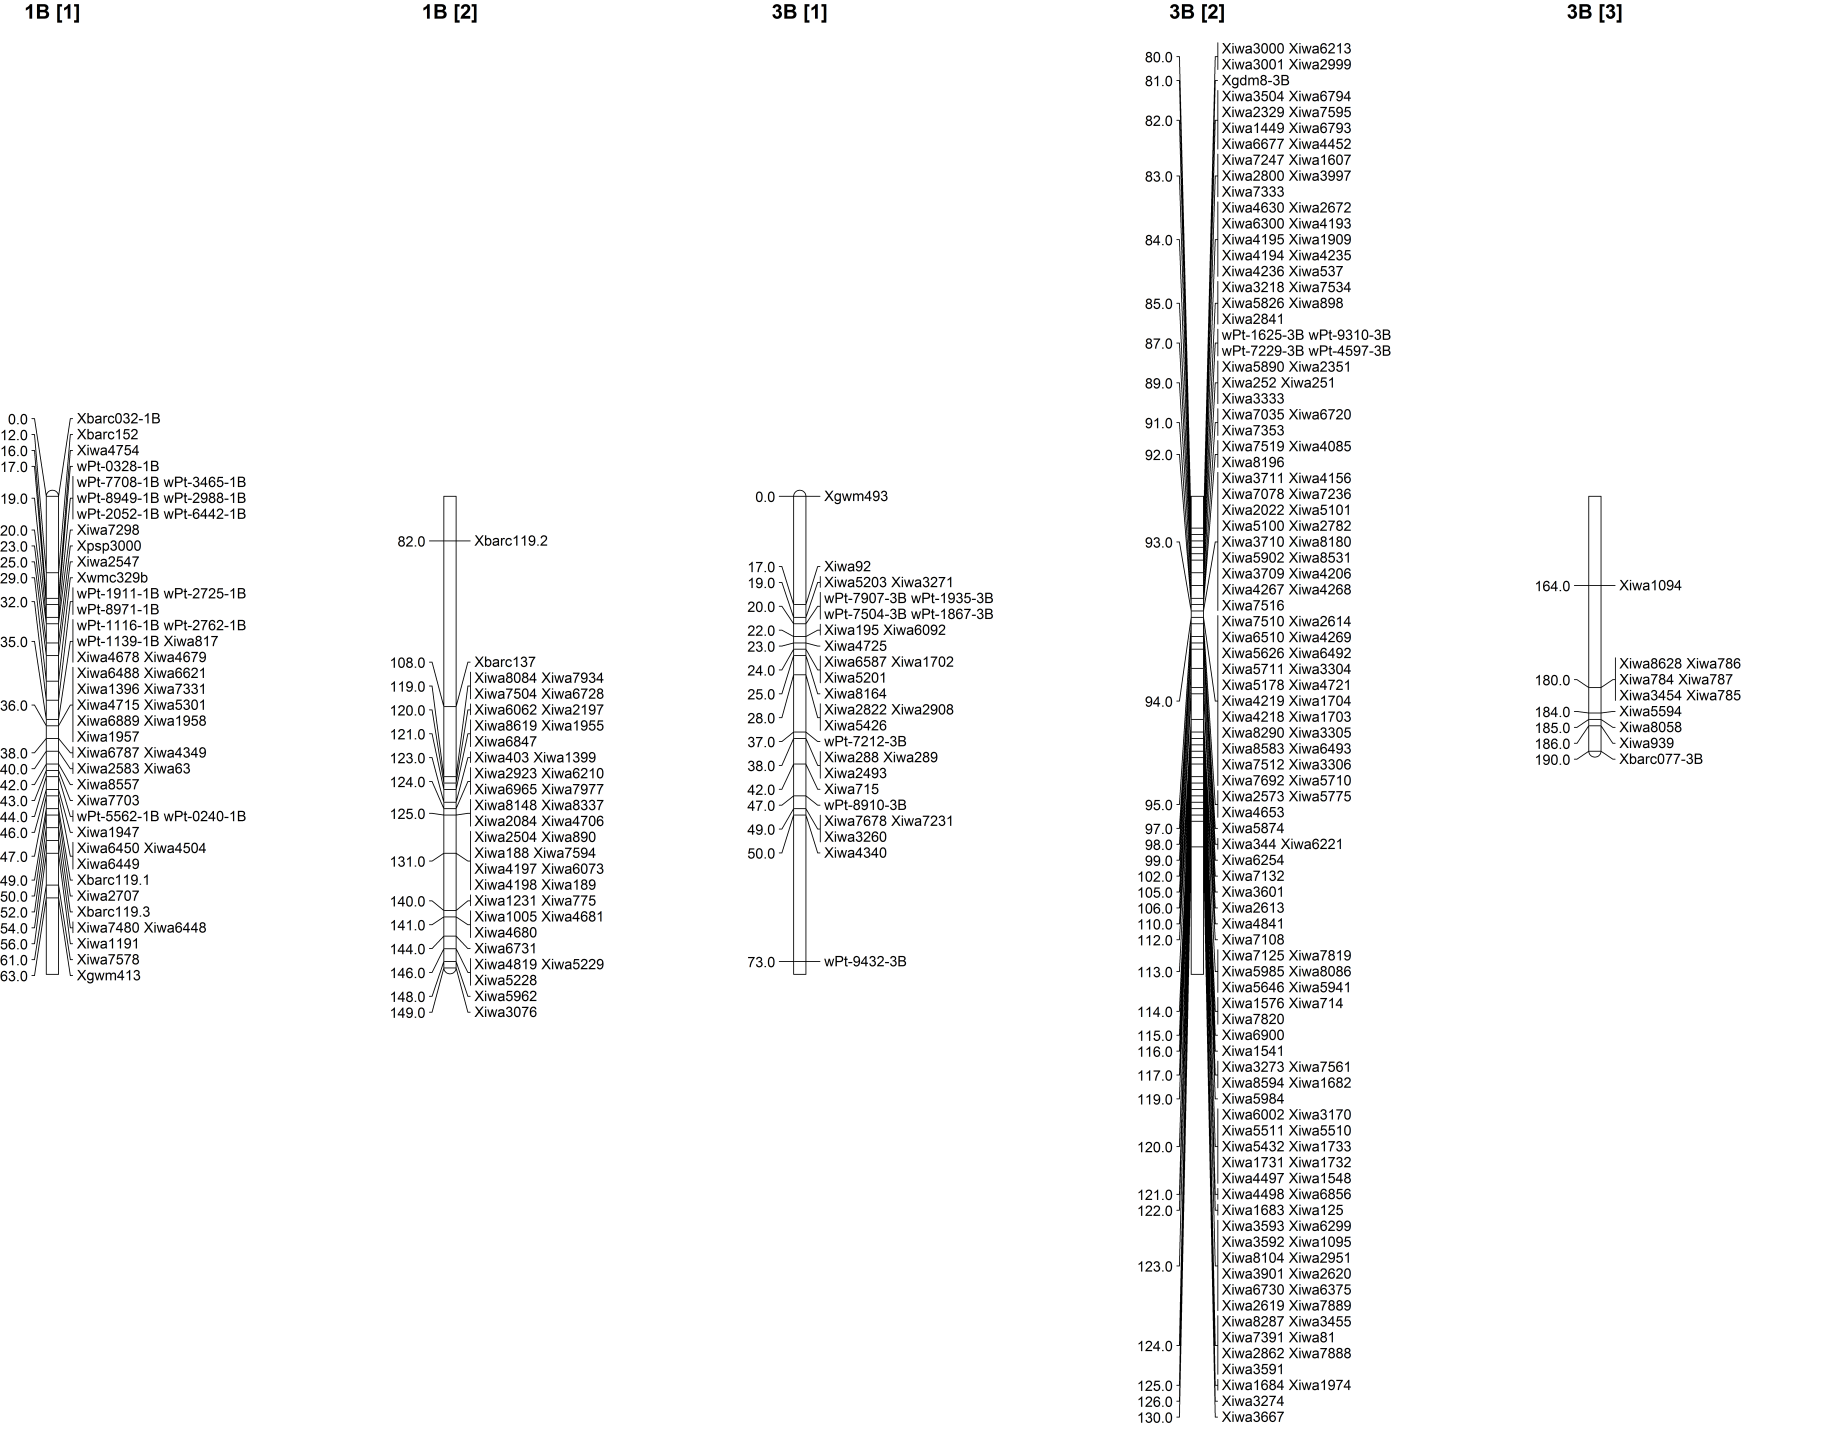 1B [1]
0.0 Xbarc032-1B
12.0 Xbarc152
16.0 Xiwa4754
17.0 wPt-0328-1B
wPt-7708-1B wPt-3465-1B
19.0 wPt-8949-1B wPt-2988-1B
wPt-2052-1B wPt-6442-1B
20.0 Xiwa7298
23.0 Xpsp3000
25.0 Xiwa2547
29.0 Xwmc329b
32.0 wPt-1911-1B wPt-2725-1B
wPt-8971-1B
wPt-1116-1B wPt-2762-1B
35.0 wPt-1139-1B Xiwa817
Xiwa4678 Xiwa4679
Xiwa6488 Xiwa6621
Xiwa1396 Xiwa7331
36.0 Xiwa4715 Xiwa5301
Xiwa6889 Xiwa1958
Xiwa1957
38.0 Xiwa6787 Xiwa4349
40.0 Xiwa2583 Xiwa63
42.0 Xiwa8557
43.0 Xiwa7703
44.0 wPt-5562-1B wPt-0240-1B
46.0 Xiwa1947
47.0 Xiwa6450 Xiwa4504
Xiwa6449
49.0 Xbarc119.1
50.0 Xiwa2707
52.0 Xbarc119.3
54.0 Xiwa7480 Xiwa6448
56.0 Xiwa1191
61.0 Xiwa7578
63.0 Xgwm413
1B [2]
82.0 Xbarc119.2
108.0 Xbarc137
119.0 Xiwa8084 Xiwa7934
Xiwa7504 Xiwa6728
120.0 Xiwa6062 Xiwa2197
121.0 Xiwa8619 Xiwa1955
Xiwa6847
123.0 Xiwa403 Xiwa1399
124.0 Xiwa2923 Xiwa6210
Xiwa6965 Xiwa7977
125.0 Xiwa8148 Xiwa8337
Xiwa2084 Xiwa4706
Xiwa2504 Xiwa890
131.0 Xiwa188 Xiwa7594
Xiwa4197 Xiwa6073
Xiwa4198 Xiwa189
140.0 Xiwa1231 Xiwa775
141.0 Xiwa1005 Xiwa4681
Xiwa4680
144.0 Xiwa6731
146.0 Xiwa4819 Xiwa5229
Xiwa5228
148.0 Xiwa5962
149.0 Xiwa3076
3B [1]
0.0 Xgwm493
17.0 Xiwa92
19.0 Xiwa5203 Xiwa3271
20.0 wPt-7907-3B wPt-1935-3B
wPt-7504-3B wPt-1867-3B
22.0 Xiwa195 Xiwa6092
23.0 Xiwa4725
24.0 Xiwa6587 Xiwa1702
Xiwa5201
25.0 Xiwa8164
28.0 Xiwa2822 Xiwa2908
Xiwa5426
37.0 wPt-7212-3B
38.0 Xiwa288 Xiwa289
Xiwa2493
42.0 Xiwa715
47.0 wPt-8910-3B
49.0 Xiwa7678 Xiwa7231
Xiwa3260
50.0 Xiwa4340
73.0 wPt-9432-3B
3B [2]
80.0 Xiwa3000 Xiwa6213
Xiwa3001 Xiwa2999
81.0 Xgdm8-3B
Xiwa3504 Xiwa6794
82.0 Xiwa2329 Xiwa7595
Xiwa1449 Xiwa6793
Xiwa6677 Xiwa4452
Xiwa7247 Xiwa1607
83.0 Xiwa2800 Xiwa3997
Xiwa7333
Xiwa4630 Xiwa2672
Xiwa6300 Xiwa4193
84.0 Xiwa4195 Xiwa1909
Xiwa4194 Xiwa4235
Xiwa4236 Xiwa537
Xiwa3218 Xiwa7534
85.0 Xiwa5826 Xiwa898
Xiwa2841
87.0 wPt-1625-3B wPt-9310-3B
wPt-7229-3B wPt-4597-3B
Xiwa5890 Xiwa2351
89.0 Xiwa252 Xiwa251
Xiwa3333
91.0 Xiwa7035 Xiwa6720
Xiwa7353
92.0 Xiwa7519 Xiwa4085
Xiwa8196
Xiwa3711 Xiwa4156
Xiwa7078 Xiwa7236
Xiwa2022 Xiwa5101
Xiwa5100 Xiwa2782
93.0 Xiwa3710 Xiwa8180
Xiwa5902 Xiwa8531
Xiwa3709 Xiwa4206
Xiwa4267 Xiwa4268
Xiwa7516
Xiwa7510 Xiwa2614
Xiwa6510 Xiwa4269
Xiwa5626 Xiwa6492
Xiwa5711 Xiwa3304
Xiwa5178 Xiwa4721
94.0 Xiwa4219 Xiwa1704
Xiwa4218 Xiwa1703
Xiwa8290 Xiwa3305
Xiwa8583 Xiwa6493
Xiwa7512 Xiwa3306
Xiwa7692 Xiwa5710
95.0 Xiwa2573 Xiwa5775
Xiwa4653
97.0 Xiwa5874
98.0 Xiwa344 Xiwa6221
99.0 Xiwa6254
102.0 Xiwa7132
105.0 Xiwa3601
106.0 Xiwa2613
110.0 Xiwa4841
112.0 Xiwa7108
Xiwa7125 Xiwa7819
113.0 Xiwa5985 Xiwa8086
Xiwa5646 Xiwa5941
114.0 Xiwa1576 Xiwa714
Xiwa7820
115.0 Xiwa6900
116.0 Xiwa1541
117.0 Xiwa3273 Xiwa7561
Xiwa8594 Xiwa1682
119.0 Xiwa5984
Xiwa6002 Xiwa3170
Xiwa5511 Xiwa5510
120.0 Xiwa5432 Xiwa1733
Xiwa1731 Xiwa1732
Xiwa4497 Xiwa1548
121.0 Xiwa4498 Xiwa6856
122.0 Xiwa1683 Xiwa125
Xiwa3593 Xiwa6299
Xiwa3592 Xiwa1095
Xiwa8104 Xiwa2951
123.0 Xiwa3901 Xiwa2620
Xiwa6730 Xiwa6375
Xiwa2619 Xiwa7889
Xiwa8287 Xiwa3455
124.0 Xiwa7391 Xiwa81
Xiwa2862 Xiwa7888
Xiwa3591
125.0 Xiwa1684 Xiwa1974
126.0 Xiwa3274
130.0 Xiwa3667
3B [3]
164.0 Xiwa1094
Xiwa8628 Xiwa786
180.0 Xiwa784 Xiwa787
Xiwa3454 Xiwa785
184.0 Xiwa5594
185.0 Xiwa8058
186.0 Xiwa939
190.0 Xbarc077-3B